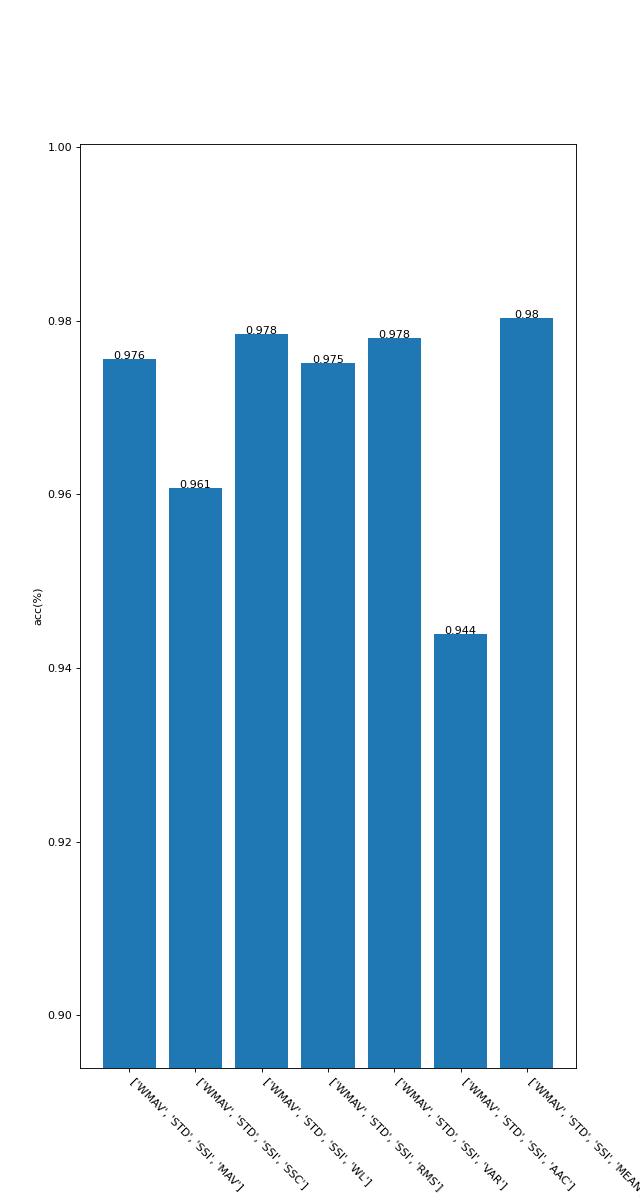 1.00
0.98
0.96
0.94
0.92
0.90
acc(%)
0.976
0.961
0.978
0.975
0.978
0.944
0.98
['WMAV', 'STD', 'SSI', 'MAV']
['WMAV', 'STD', 'SSI', 'SSC']
['WMAV', 'STD', 'SSI', 'WL']
['WMAV', 'STD', 'SSI', 'RMS']
['WMAV', 'STD', 'SSI', 'VAR']
['WMAV', 'STD', 'SSI', 'AAC']
['WMAV', 'STD', 'SSI', 'MEAN